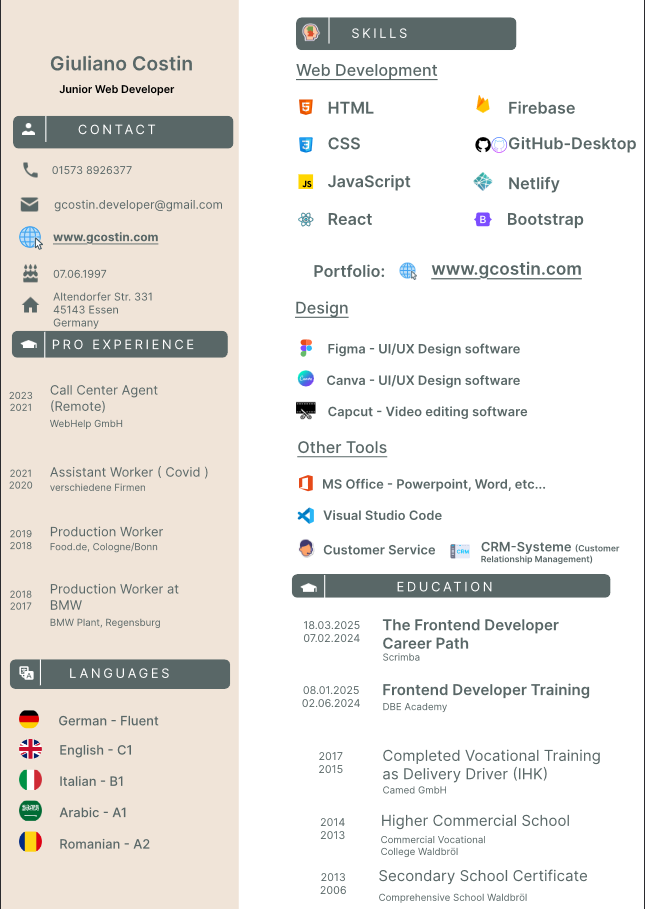 Giuliano Costin
Junior Web Developer
CONTACT
01573 8926377
gcostin.developer@gmail.com
www.gcostin.com
07.06.1997
Altendorfer Str. 331
45143 Essen
Germany
PRO EXPERIENCE
2023
2021
Call Center Agent
(Remote)
WebHelp GmbH
2021
2020
Assistant Worker ( Covid )
verschiedene Firmen
2019
2018
Production Worker
Food.de, Cologne/Bonn
2018
2017
Production Worker at
BMW
BMW Plant, Regensburg
LANGUAGES
German - Fluent
English - C1
Italian - B1
Arabic - A1
Romanian - A2
SKILLS
Web Development
HTML
Firebase
CSS
GitHub-Desktop
JS
JavaScript
Netlify
React
B
Bootstrap
Portfolio:
www.gcostin.com
Design
Figma - UI/UX Design software
Canva
Canva - UI/UX Design software
Capcut - Video editing software
Other Tools
MS Office - Powerpoint, Word, etc...
Visual Studio Code
Customer Service
CRM
CRM-Systeme (Customer
Relationship Management)
EDUCATION
18.03.2025
07.02.2024
The Frontend Developer
Career Path
Scrimba
08.01.2025
02.06.2024
Frontend Developer Training
DBE Academy
2017
2015
Completed Vocational Training
as Delivery Driver (IHK)
Camed GmbH
2014
2013
Higher Commercial School
Commercial Vocational
College Waldbröl
2013
2006
Secondary School Certificate
Comprehensive School Waldbröl